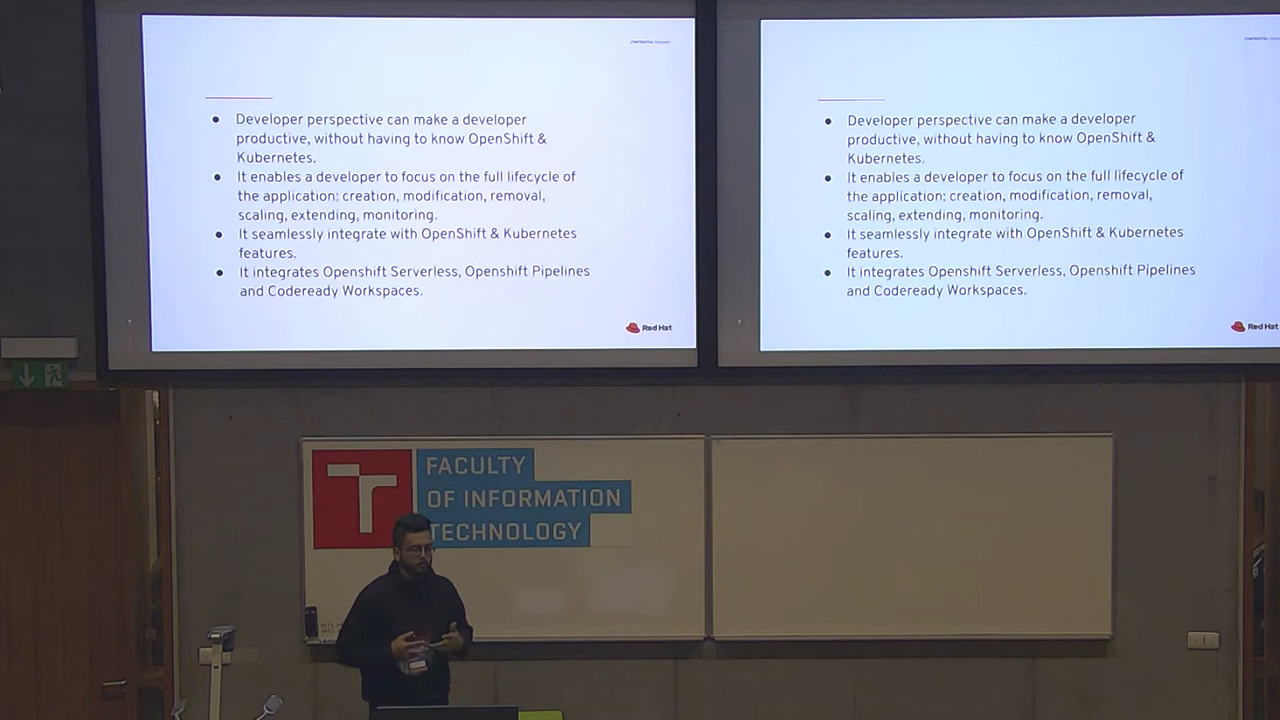 CONFIDENTIAL Designator
Developer perspective can make a developer
productive, without having to know OpenShift &
Kubernetes.
It enables a developer to focus on the full lifecycle of
the application: creation, modification, removal,
scaling, extending, monitoring.
It seamlessly integrate with OpenShift & Kubernetes
features.
It integrates Openshift Serverless, Openshift Pipelines
and Codeready Workspaces.
Red Hat
CONFIDENTIAL
Developer perspective can make a developer
productive, without having to know OpenShift &
Kubernetes.
It enables a developer to focus on the full lifecycle of
the application: creation, modification, removal,
scaling, extending, monitoring.
It seamlessly integrate with OpenShift & Kubernetes
features.
It integrates Openshift Serverless, Openshift Pipelines
and Codeready Workspaces.
Red Hat
FACULTY
OF INFORMATION
TECHNOLOGY